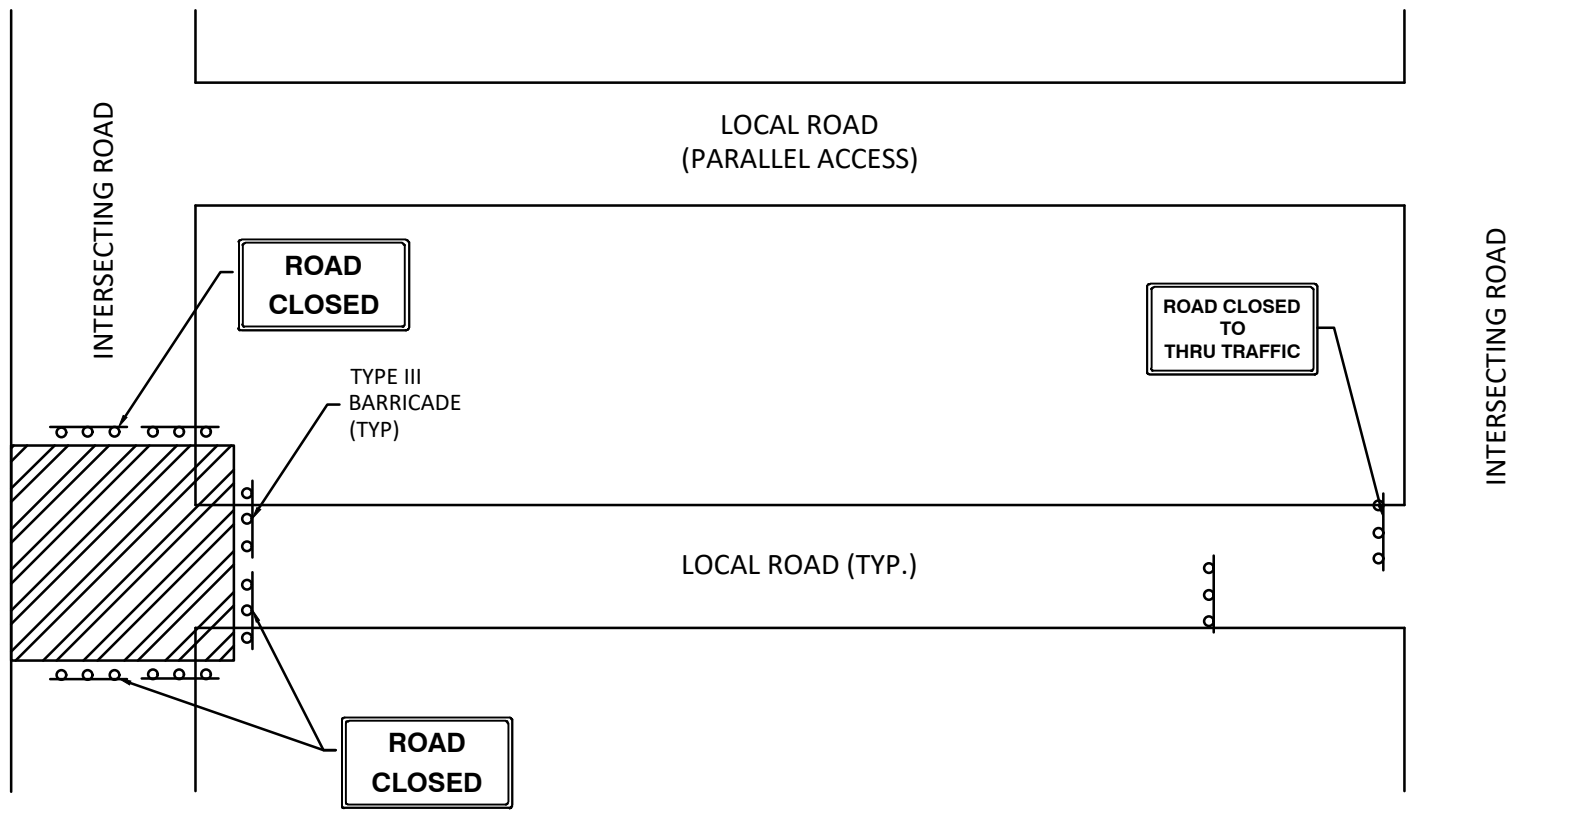 LOCAL ROAD
(PARALLEL ACCESS)
INTERSECTING ROAD
ROAD
CLOSED
INTERSECTING ROAD
ROAD CLOSED
TO
THRU TRAFFIC
TYPE III
BARRICADE
(TYP)
LOCAL ROAD (TYP.)
ROAD
CLOSED